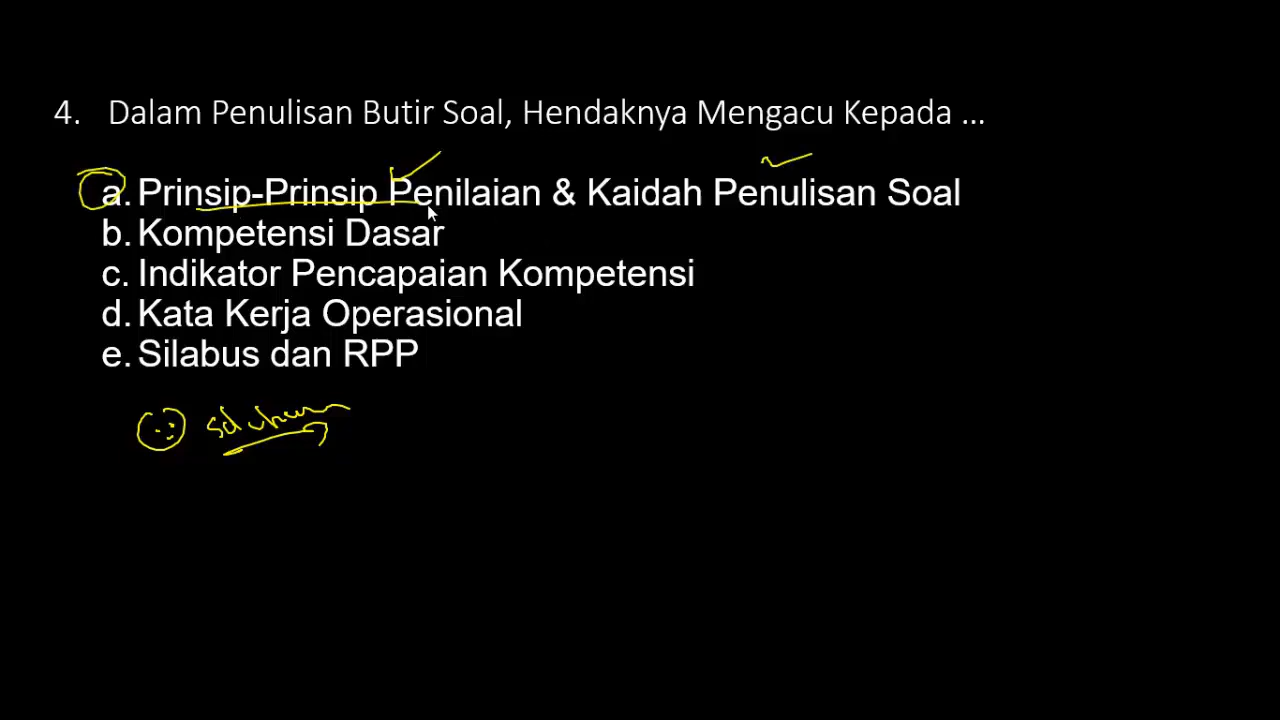 4. Dalam Penulisan Butir Soal, Hendaknya Mengacu Kepada ...
a. Prinsip-Prinsip Penilaian & Kaidah Penulisan Soal
b. Kompetensi Dasar
c. Indikator Pencapaian Kompetensi
d. Kata Kerja Operasional
e. Silabus dan RPP